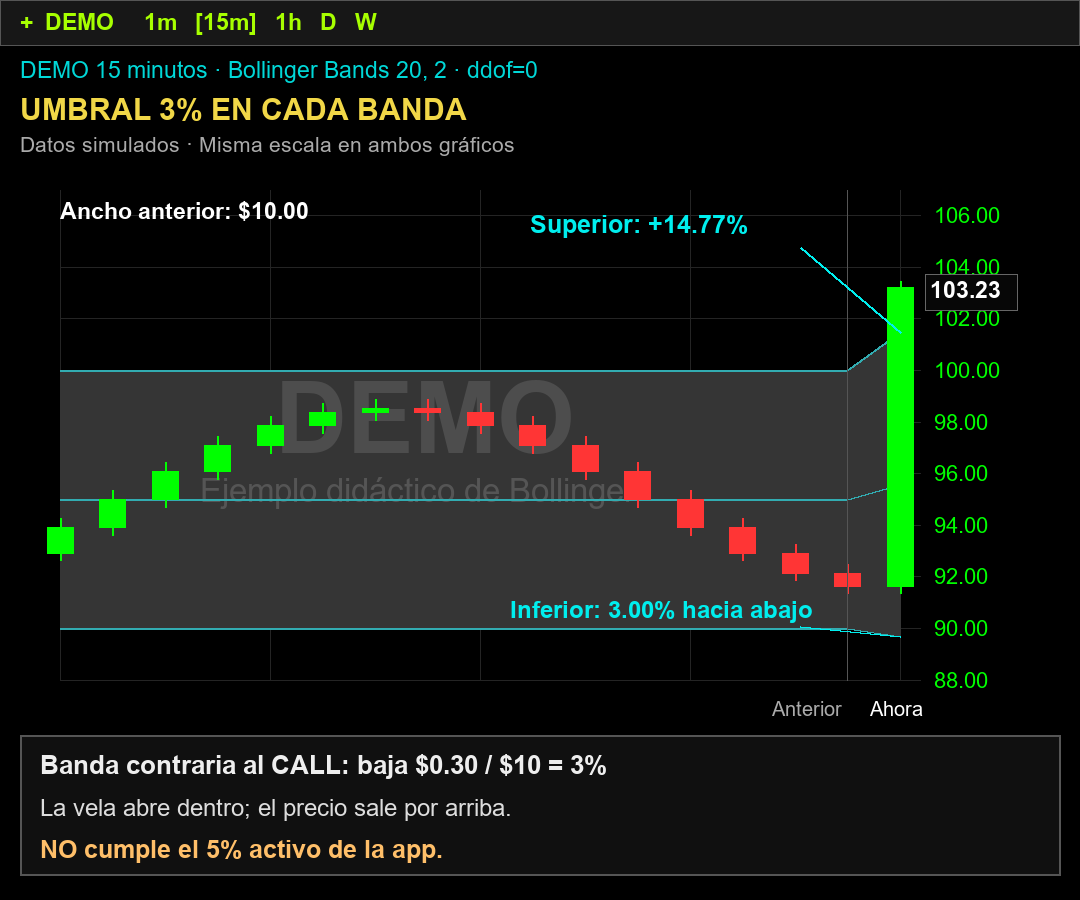 + DEMO 1m [15m] 1h D W
DEMO 15 minutos · Bollinger Bands 20, 2 · ddof=0
UMBRAL 3% EN CADA BANDA
Datos simulados · Misma escala en ambos gráficos
Ancho anterior: $10.00
Superior: +14.77%
106.00
104.00
103.23
102.00
100.00
98.00
96.00
94.00
92.00
90.00
88.00
DEMO
Ejemplo didáctico de Bollinge
Inferior: 3.00% hacia abajo
Anterior Ahora
Banda contraria al CALL: baja $0.30 / $10 = 3%
La vela abre dentro; el precio sale por arriba.
NO cumple el 5% activo de la app.